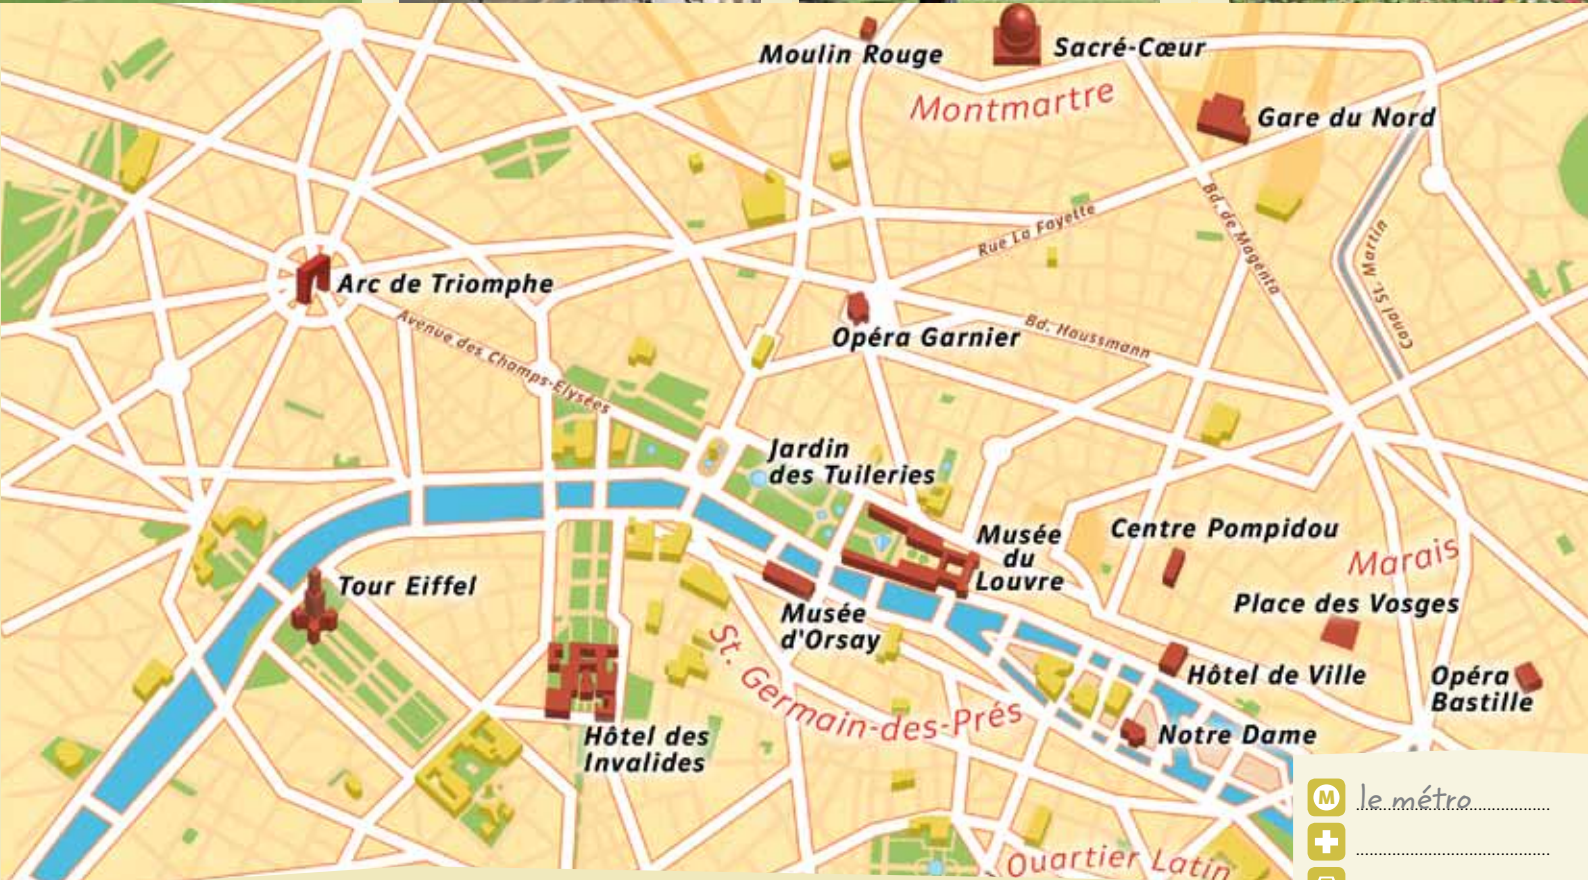 Moulin Rouge
Sacré-Cœur
Montmartre
Gare du Nord
Rue La Fayette
Bd. de Magenta
Canal St. Martin
Arc de Triomphe
Avenue des Champs-Elysées
Opéra Garnier
Bd. Haussmann
Jardin
des Tuileries
Musée
du
Louvre
Centre Pompidou
Marais
Tour Eiffel
Musée
d'Orsay
Place des Vosges
St. Germain-des-Prés
Hôtel de Ville
Opéra
Bastille
Hôtel des
Invalides
Notre Dame
M le métro
Quartier Latin